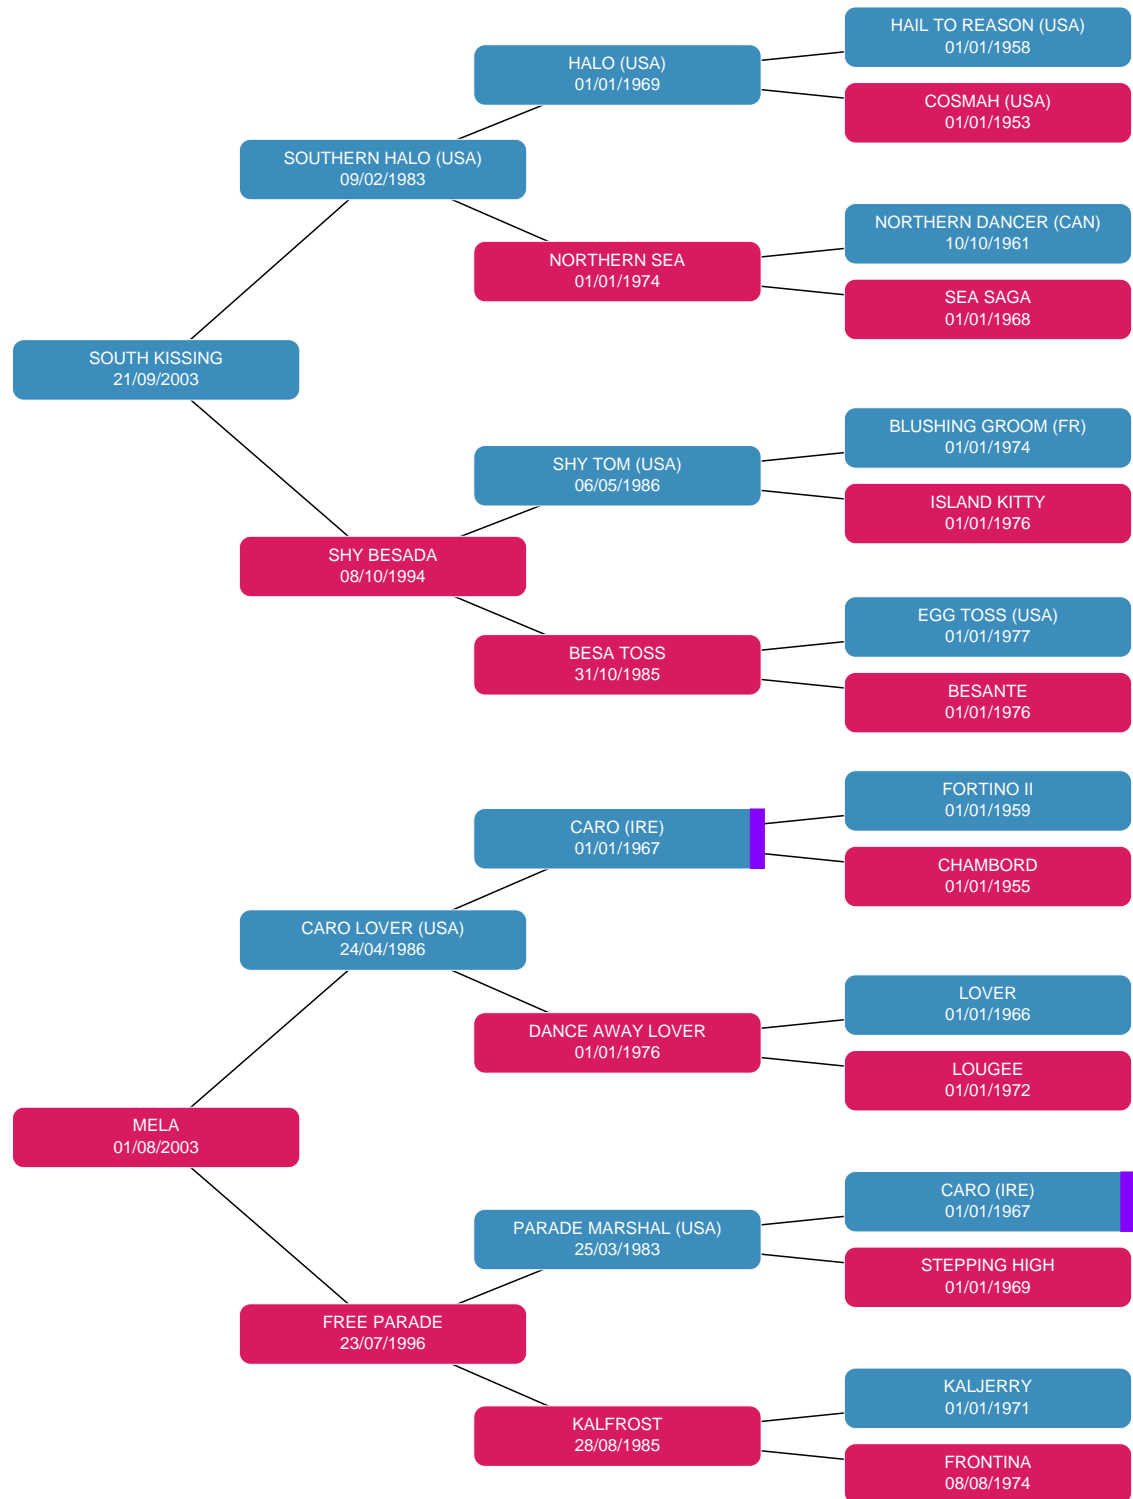 HAIL TO REASON (USA)
01/01/1958
HALO (USA)
01/01/1969
COSMAH (USA)
01/01/1953
SOUTHERN HALO (USA)
09/02/1983
NORTHERN DANCER (CAN)
10/10/1961
NORTHERN SEA
01/01/1974
SEA SAGA
01/01/1968
SOUTH KISSING
21/09/2003
BLUSHING GROOM (FR)
01/01/1974
SHY TOM (USA)
06/05/1986
ISLAND KITTY
01/01/1976
SHY BESADA
08/10/1994
EGG TOSS (USA)
01/01/1977
BESA TOSS
31/10/1985
BESANTE
01/01/1976
FORTINO II
01/01/1959
CARO (IRE)
01/01/1967
CHAMBORD
01/01/1955
CARO LOVER (USA)
24/04/1986
LOVER
01/01/1966
DANCE AWAY LOVER
01/01/1976
LOUGEE
01/01/1972
MELA
01/08/2003
CARO (IRE)
01/01/1967
PARADE MARSHAL (USA)
25/03/1983
STEPPING HIGH
01/01/1969
FREE PARADE
23/07/1996
KALJERRY
01/01/1971
KALFROST
28/08/1985
FRONTINA
08/08/1974